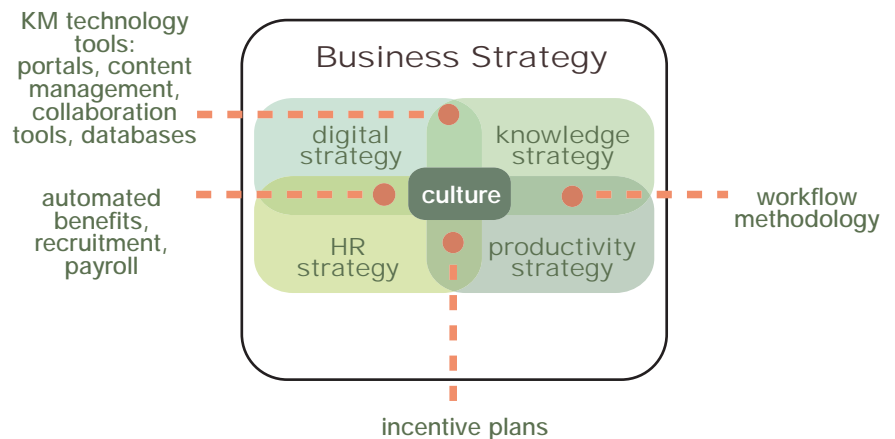 KM technology
tools:
portals, content
management,
collaboration
tools, databases
Business Strategy
digital
strategy
knowledge
strategy
culture
automated
benefits,
recruitment,
payroll
workflow
methodology
HR
strategy
productivity
strategy
incentive plans